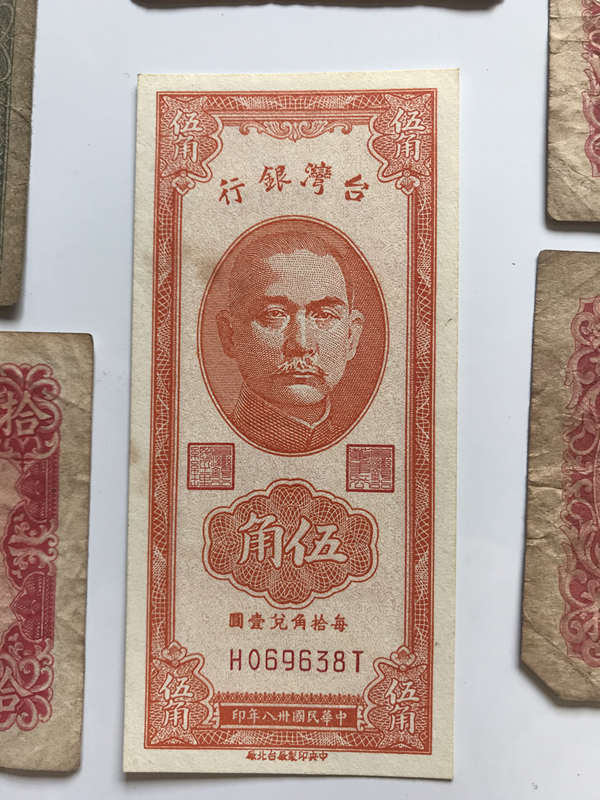 伍角
伍角
台灣銀行
伍角
每拾角兌壹圓
H069638T
伍角
伍角
中華民國卅八年印
中央印製廠台北廠
拾